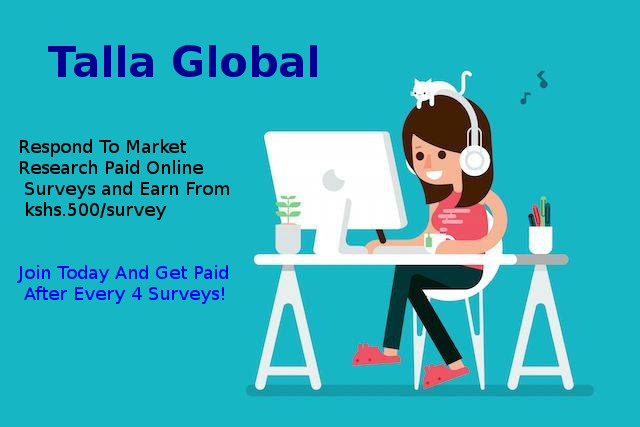 Talla Global
Respond To Market
Research Paid Online
Surveys and Earn From
kshs.500/survey
Join Today And Get Paid
After Every 4 Surveys!